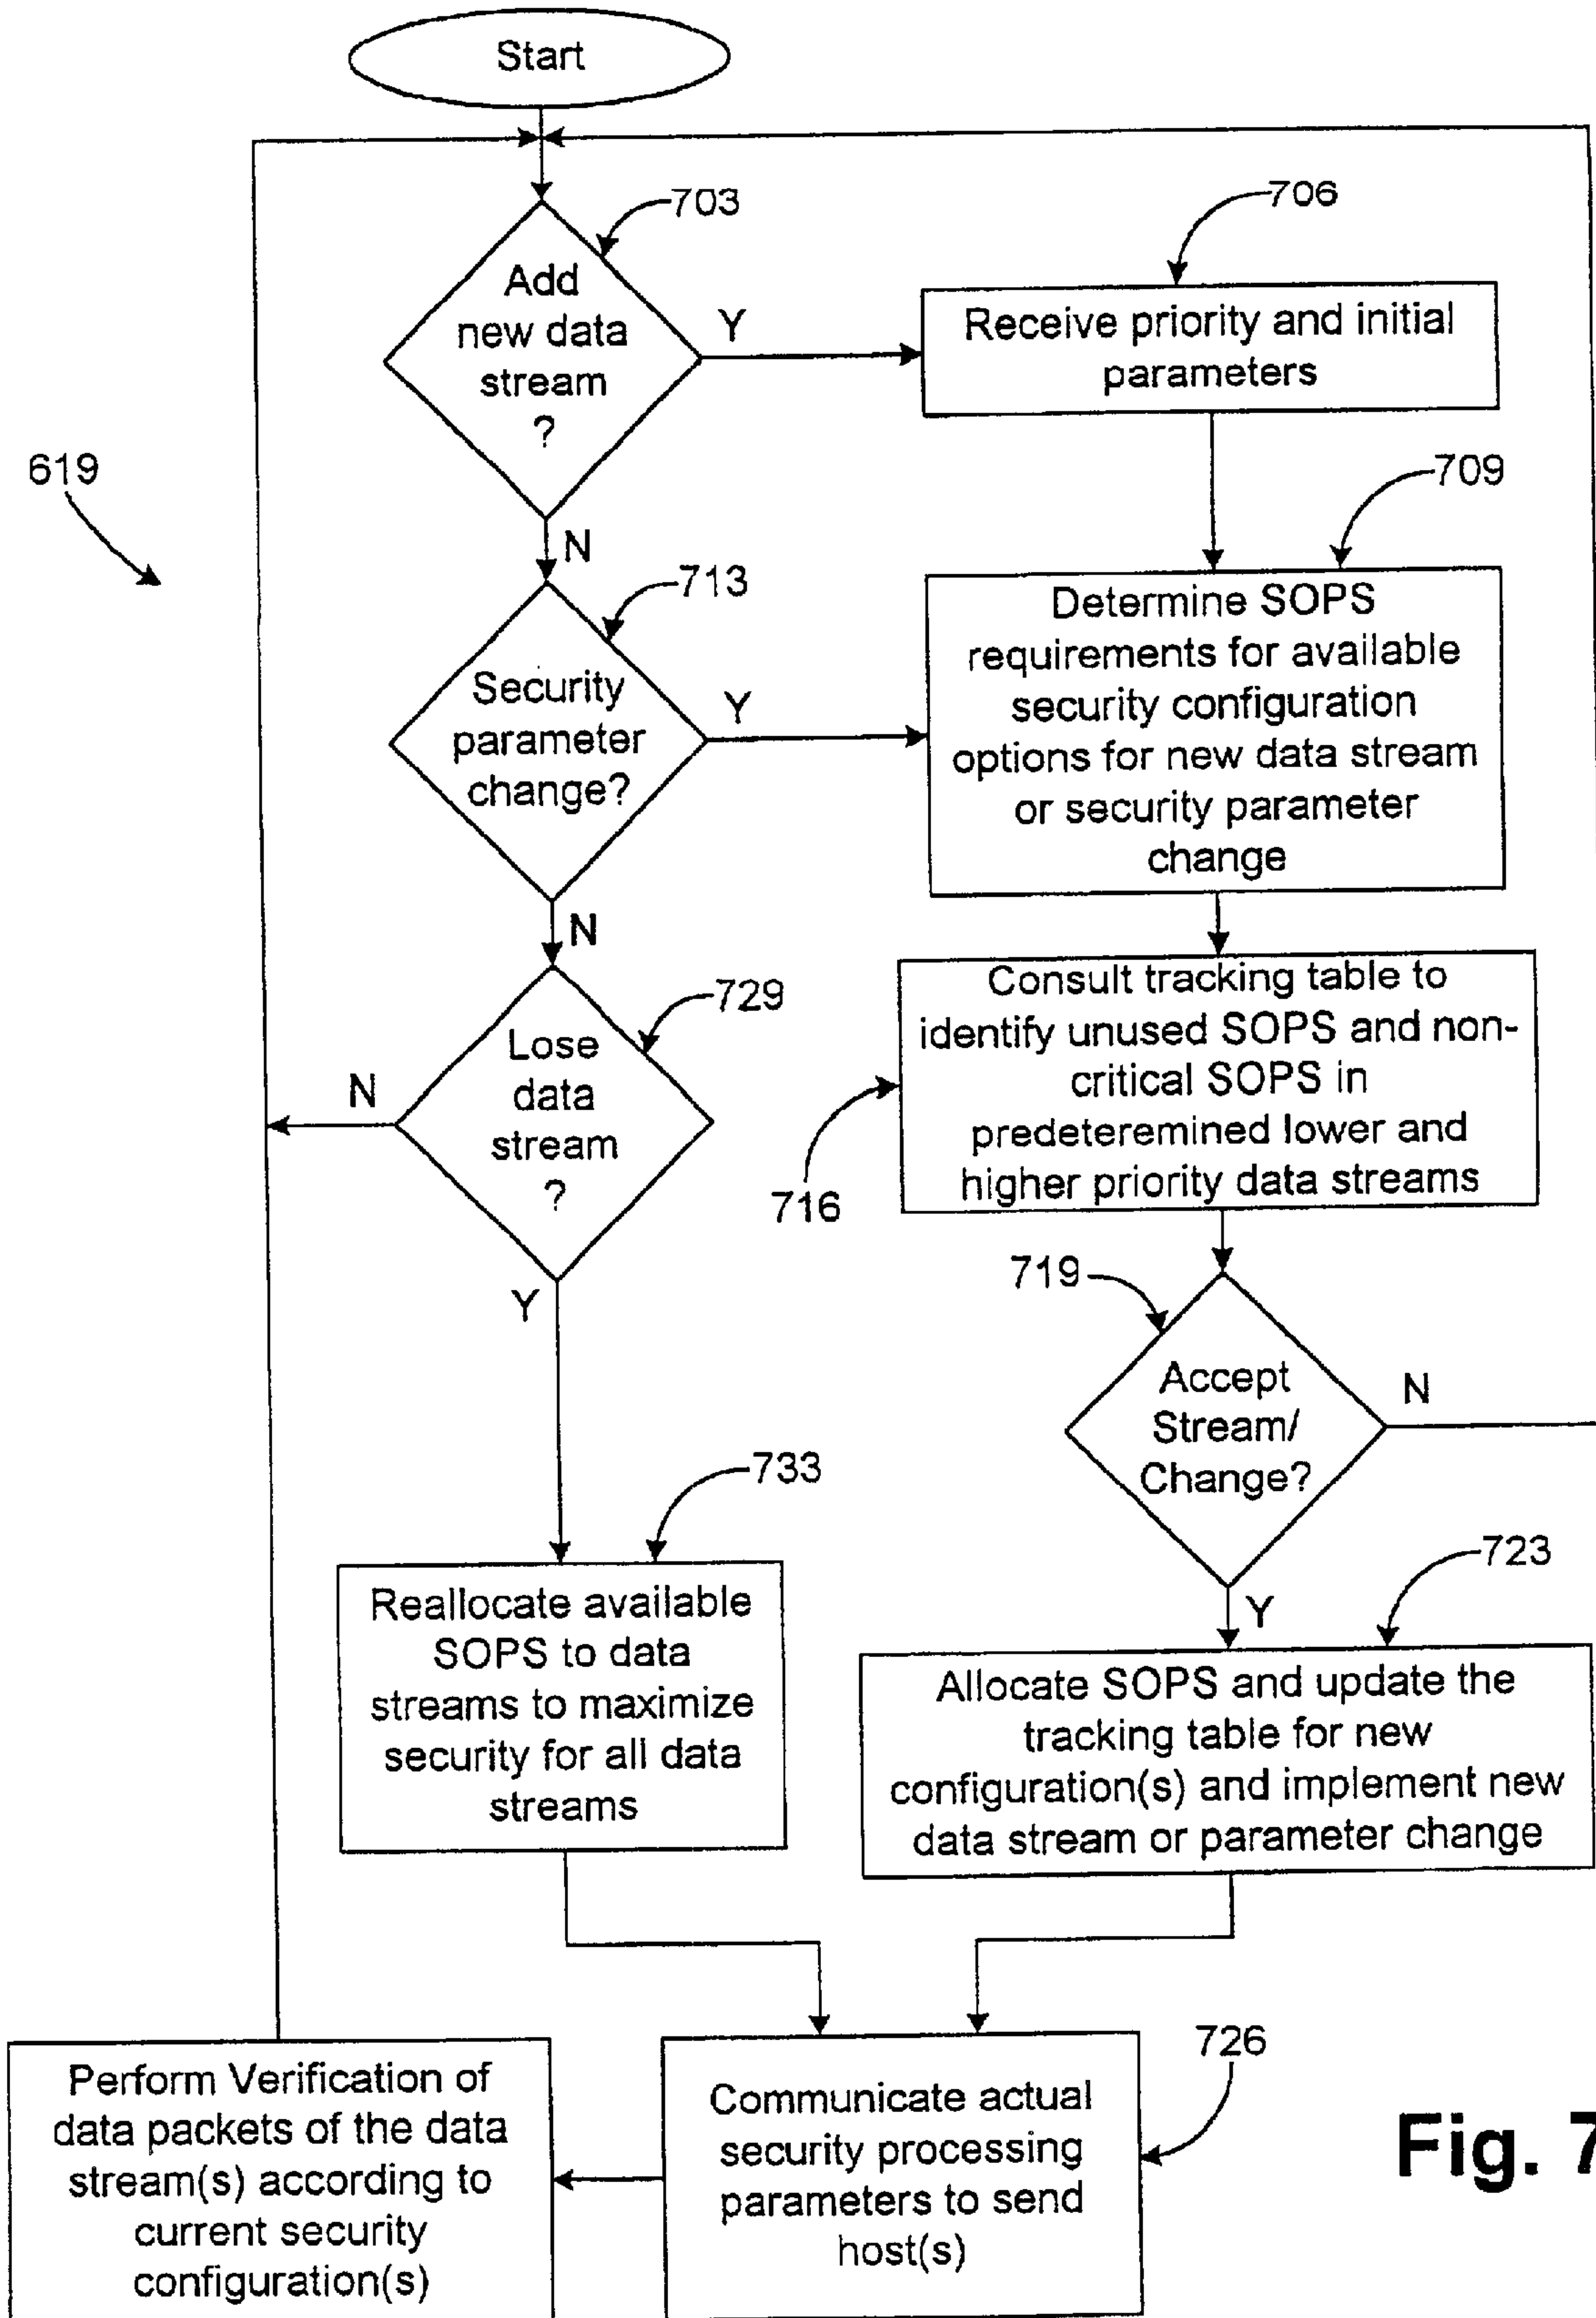 Start
703
Add
new data
stream
?
Y
N
706
Receive priority and initial
parameters
619
709
Determine SOPS
requirements for available
security configuration
options for new data stream
or security parameter
change
713
Security
parameter
change?
Y
N
729
Lose
data
stream
?
N
Y
Consult tracking table to
identify unused SOPS and non-
critical SOPS in
predeteremined lower and
higher priority data streams
716
719
Accept
Stream/
Change?
N
Y
733
Reallocate available
SOPS to data
streams to maximize
security for all data
streams
723
Allocate SOPS and update the
tracking table for new
configuration(s) and implement new
data stream or parameter change
726
Communicate actual
security processing
parameters to send
host(s)
Perform Verification of
data packets of the data
stream(s) according to
current security
configuration(s)
Fig. 7